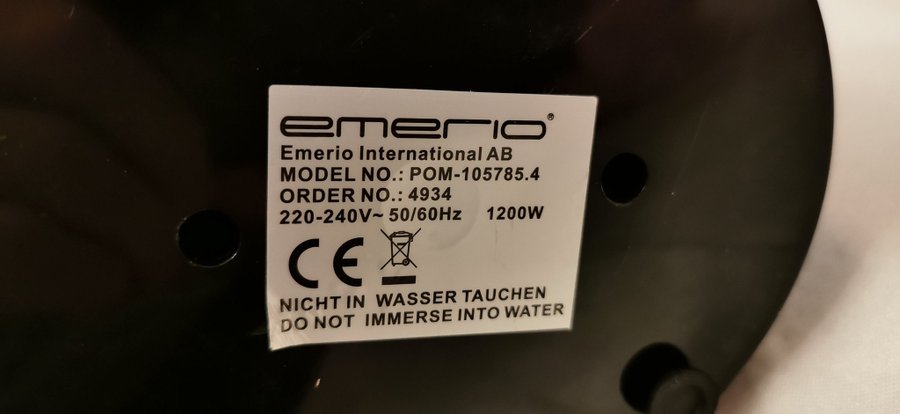 emerio®
Emerio International AB
MODEL NO.: POM-105785.4
ORDER NO.: 4934
220-240V~ 50/60Hz 1200W
CE
NICHT IN WASSER TAUCHEN
DO NOT IMMERSE INTO WATER